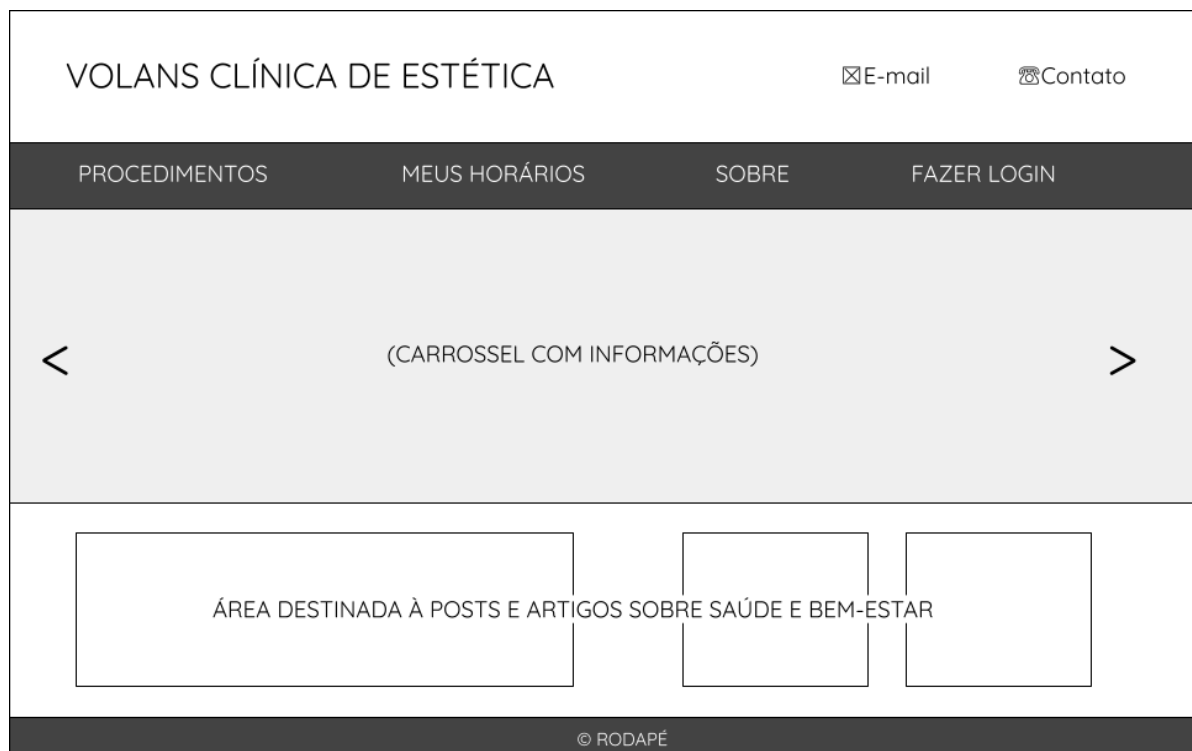 VOLANS CLÍNICA DE ESTÉTICA
☒E-mail
☏Contato
PROCEDIMENTOS
MEUS HORÁRIOS
SOBRE
FAZER LOGIN
<
(CARROSSEL COM INFORMAÇÕES)
>
ÁREA DESTINADA À POSTS E ARTIGOS SOBRE SAÚDE E BEM-ESTAR
© RODAPÉ